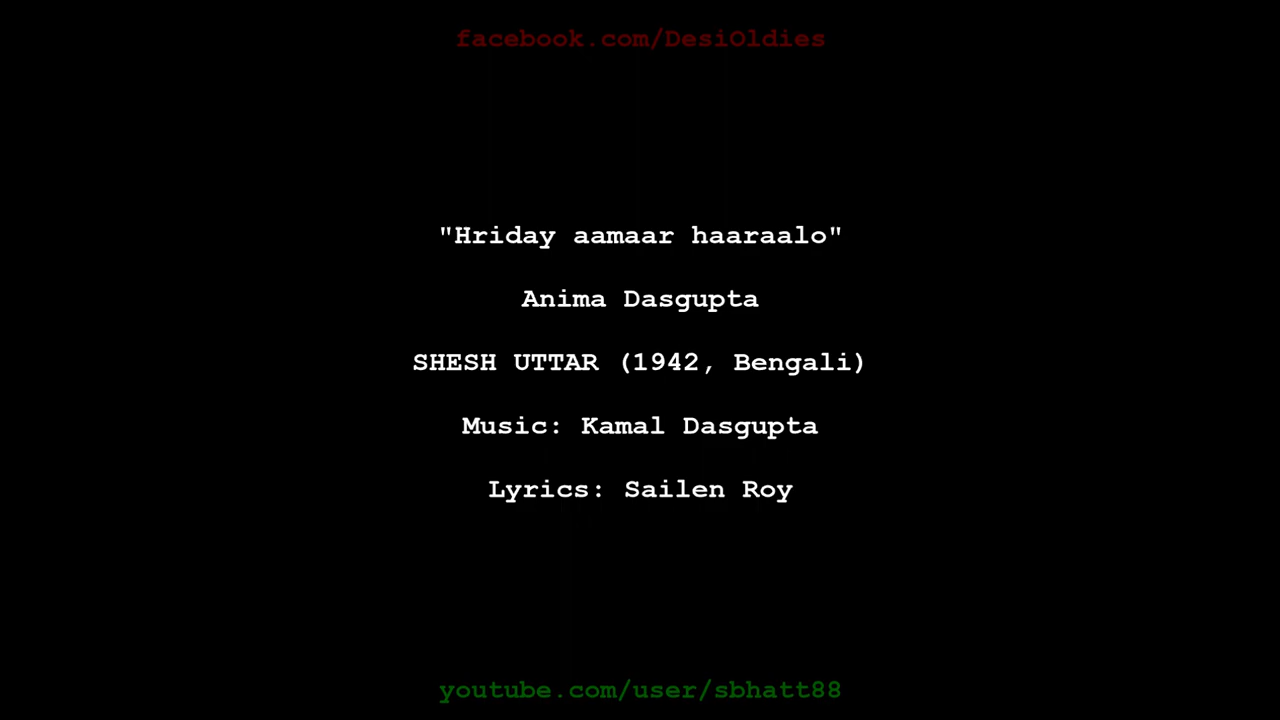 facebook.com/DesiOldies
"Hriday aamaar haaraalo"
Anima Dasgupta
SHESH UTTAR (1942, Bengali)
Music: Kamal Dasgupta
Lyrics: Sailen Roy
youtube.com/user/sbhatt88